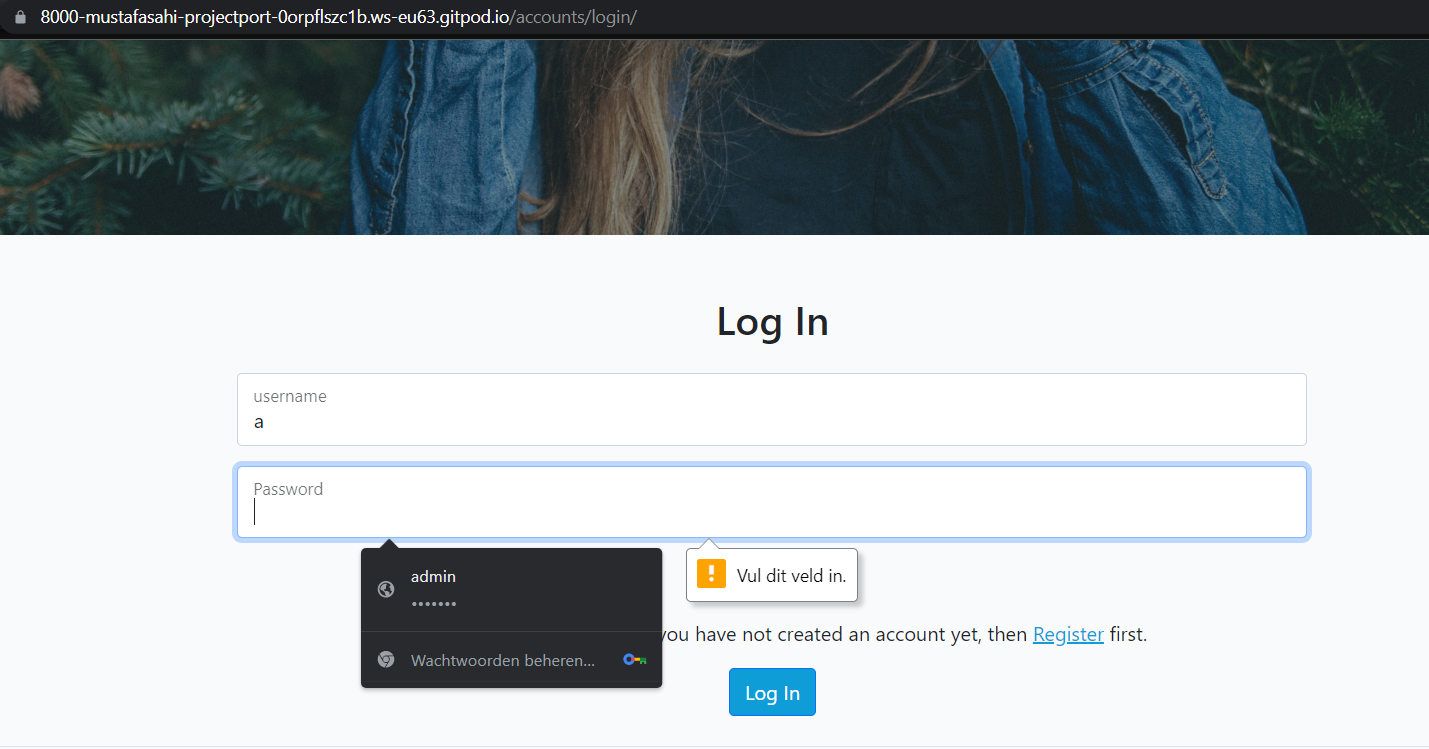 8000-mustafasahi-projectport-0orpflszc1b.ws-eu63.gitpod.io/accounts/login/
Log In
username
a
Password
admin
•••••••
Vul dit veld in.
you have not created an account yet, then Register first.
Wachtwoorden beheren...
Log In